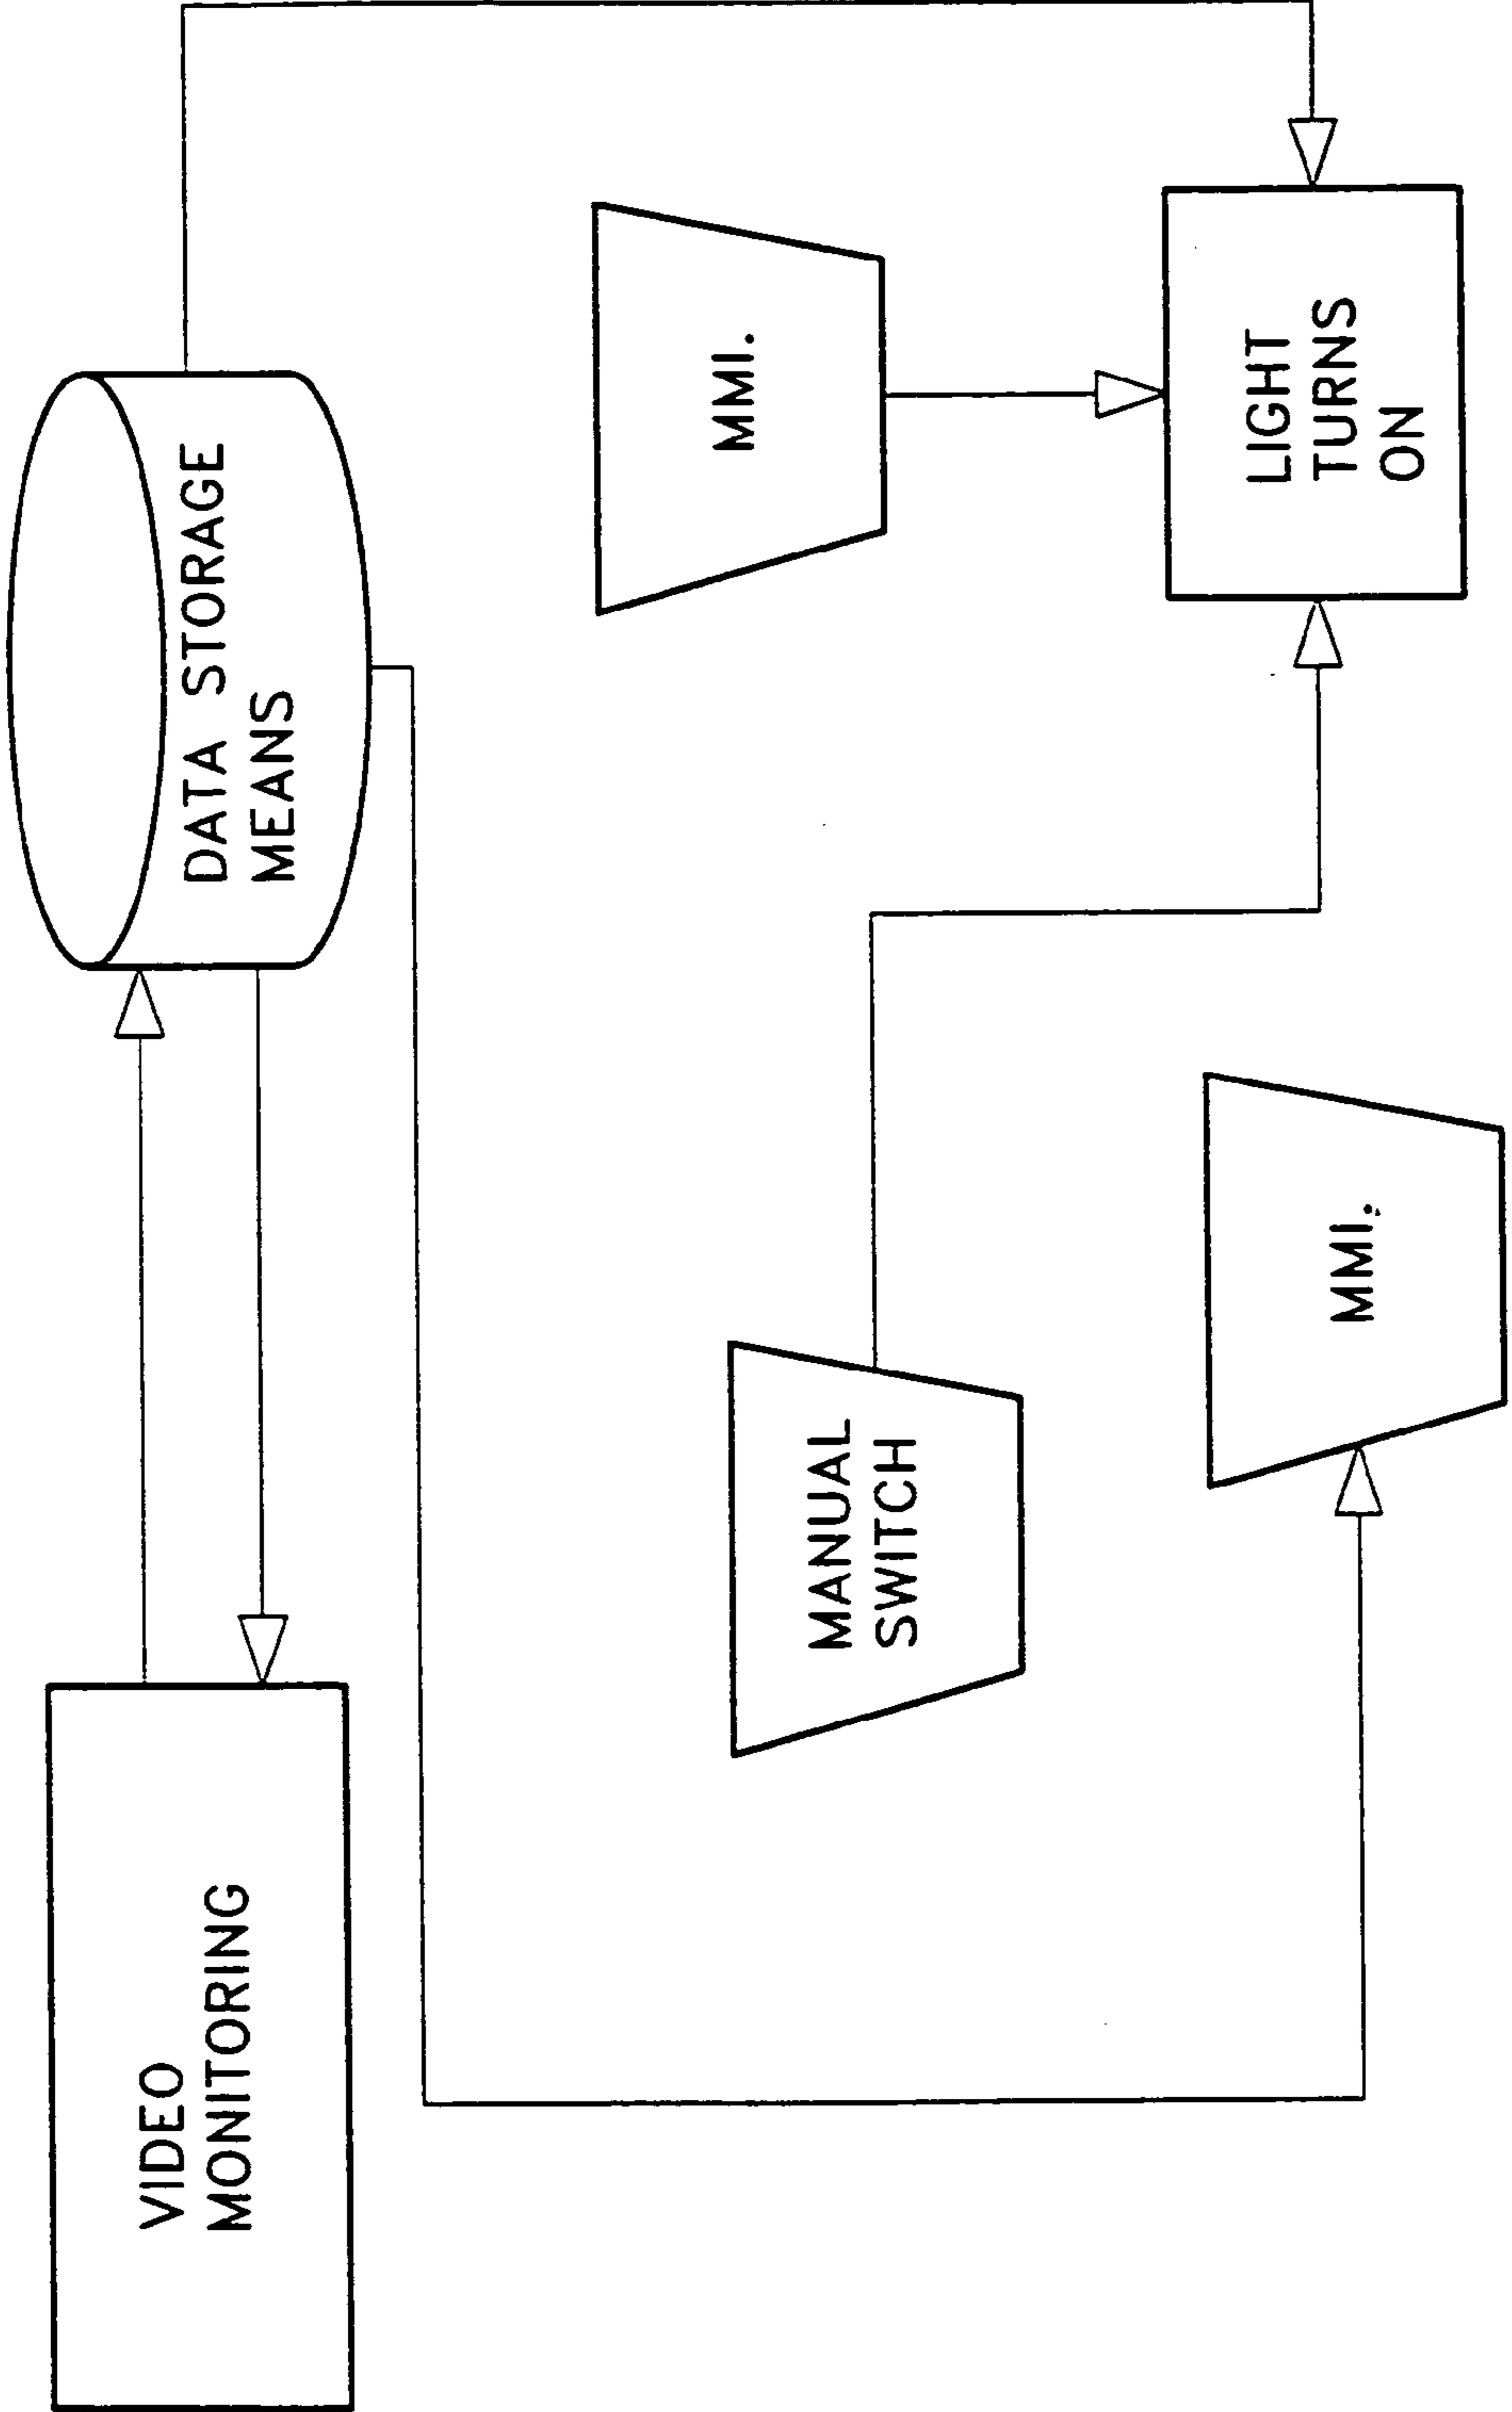 VIDEO
MONITORING
DATA STORAGE
MEANS
MMI.
MANUAL
SWITCH
LIGHT
TURNS
ON
MMI.